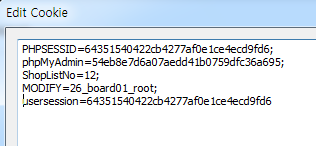 Edit Cookie
PHPSESSID=64351540422cb4277af0e1ce4ecd9fd6;
phpMyAdmin=54eb8e7d6a07aedd41b0759dfc36a695;
ShopListNo=12;
MODIFY=26_board01_root;
usersession=64351540422cb4277af0e1ce4ecd9fd6